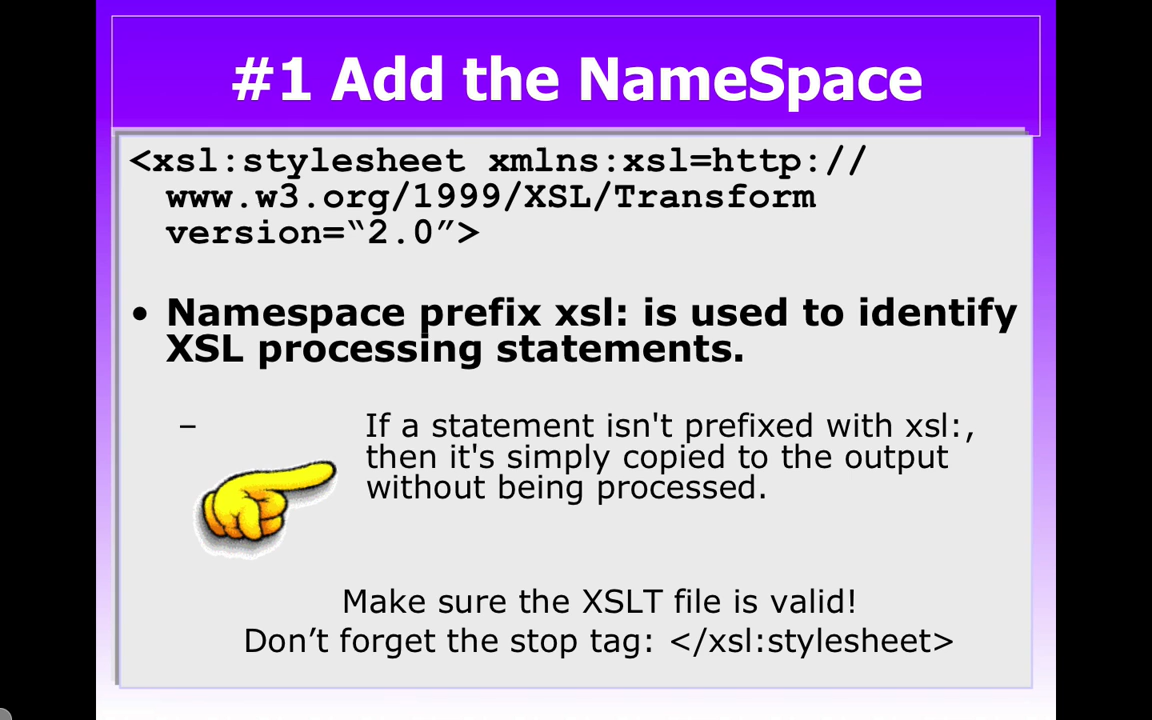 #1 Add the NameSpace
<xsl:stylesheet xmlns:xsl=http://
www.w3.org/1999/XSL/Transform
version=“2.0”>
• Namespace prefix xsl: is used to identify
XSL processing statements.
– If a statement isn't prefixed with xsl:,
then it's simply copied to the output
without being processed.
Make sure the XSLT file is valid!
Don’t forget the stop tag: </xsl:stylesheet>